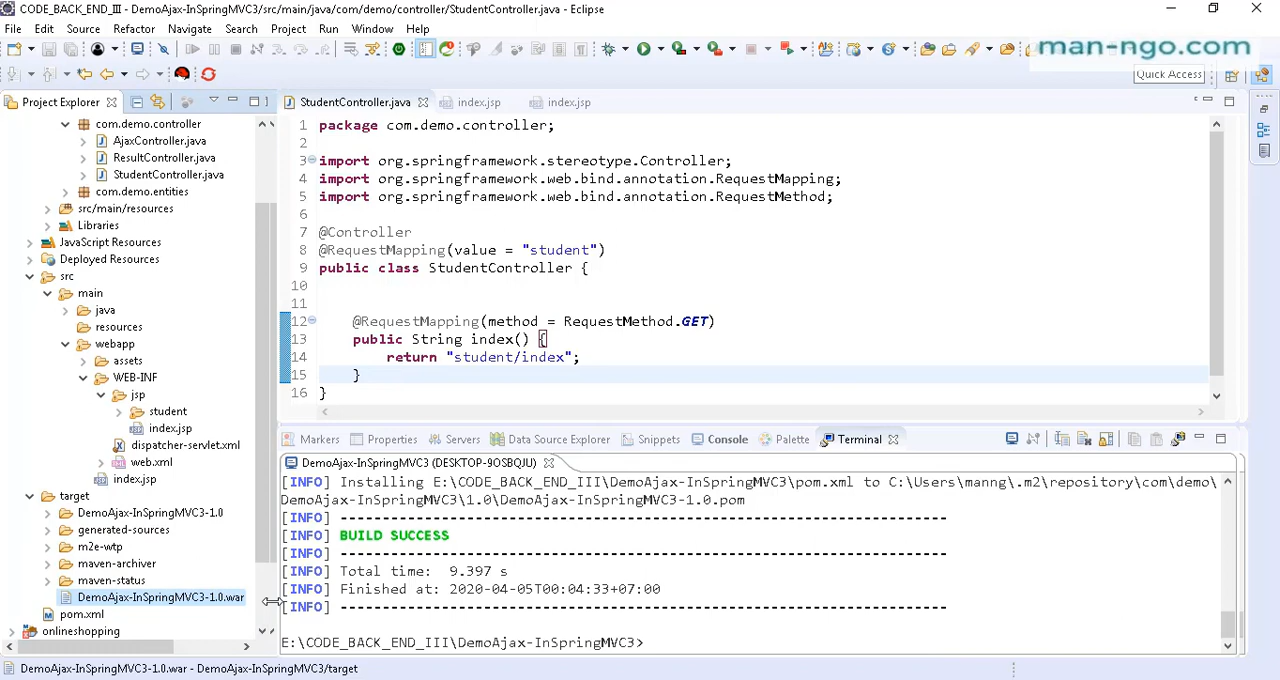 CODE_BACK_END_III - DemoAjax-InSpringMVC3/src/main/java/com/demo/controller/StudentController.java - Eclipse
File Edit Source Refactor Navigate Search Project Run Window Help
man-ngo.com
Quick Access
Project Explorer
StudentController.java index.jsp index.jsp
com.demo.controller
AjaxController.java
ResultController.java
StudentController.java
com.demo.entities
src/main/resources
Libraries
JavaScript Resources
Deployed Resources
src
main
java
resources
webapp
assets
WEB-INF
jsp
student
index.jsp
dispatcher-servlet.xml
web.xml
index.jsp
target
DemoAjax-InSpringMVC3-1.0
generated-sources
m2e-wtp
maven-archiver
maven-status
DemoAjax-InSpringMVC3-1.0.war
pom.xml
onlineshopping
1 package com.demo.controller;
2
3 import org.springframework.stereotype.Controller;
4 import org.springframework.web.bind.annotation.RequestMapping;
5 import org.springframework.web.bind.annotation.RequestMethod;
6
7 @Controller
8 @RequestMapping(value = "student")
9 public class StudentController {
10
11
12 @RequestMapping(method = RequestMethod.GET)
13 public String index() {
14 return "student/index";
15 }
16 }
Markers Properties Servers Data Source Explorer Snippets Console Palette Terminal
DemoAjax-InSpringMVC3 (DESKTOP-9OSBQJU)
[INFO] Installing E:\CODE_BACK_END_III\DemoAjax-InSpringMVC3\pom.xml to C:\Users\manng\.m2\repository\com\demo\
DemoAjax-InSpringMVC3\1.0\DemoAjax-InSpringMVC3-1.0.pom
[INFO] ------------------------------------------------------------------------
[INFO] BUILD SUCCESS
[INFO] ------------------------------------------------------------------------
[INFO] Total time:  9.397 s
[INFO] Finished at: 2020-04-05T00:04:33+07:00
[INFO] ------------------------------------------------------------------------
E:\CODE_BACK_END_III\DemoAjax-InSpringMVC3>
DemoAjax-InSpringMVC3-1.0.war - DemoAjax-InSpringMVC3/target